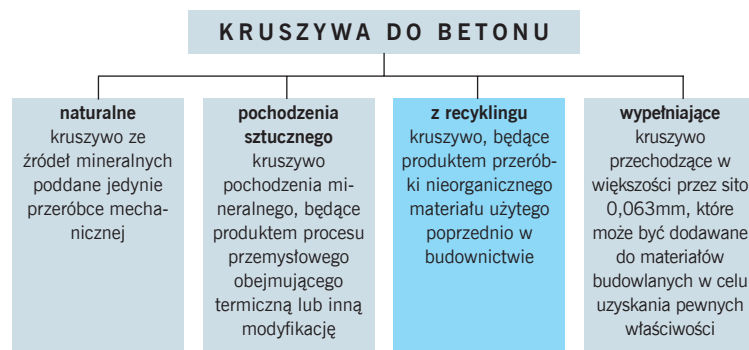 KRUSZYWA DO BETONU
naturalne
kruszywo ze
źródeł mineralnych
poddane jedynie
przeróbce mecha-
nicznej
pochodzenia
sztucznego
kruszywo
pochodzenia mi-
neralnego, będące
produktem procesu
przemysłowego
obejmującego
termiczną lub inną
modyfikację
z recyklingu
kruszywo, będące
produktem przerób-
ki nieorganicznego
materiału użytego
poprzednio w
budownictwie
wypełniające
kruszywo
przechodzące w
większości przez sito
0,063mm, które
może być dodawane
do materiałów
budowlanych w celu
uzyskania pewnych
właściwości